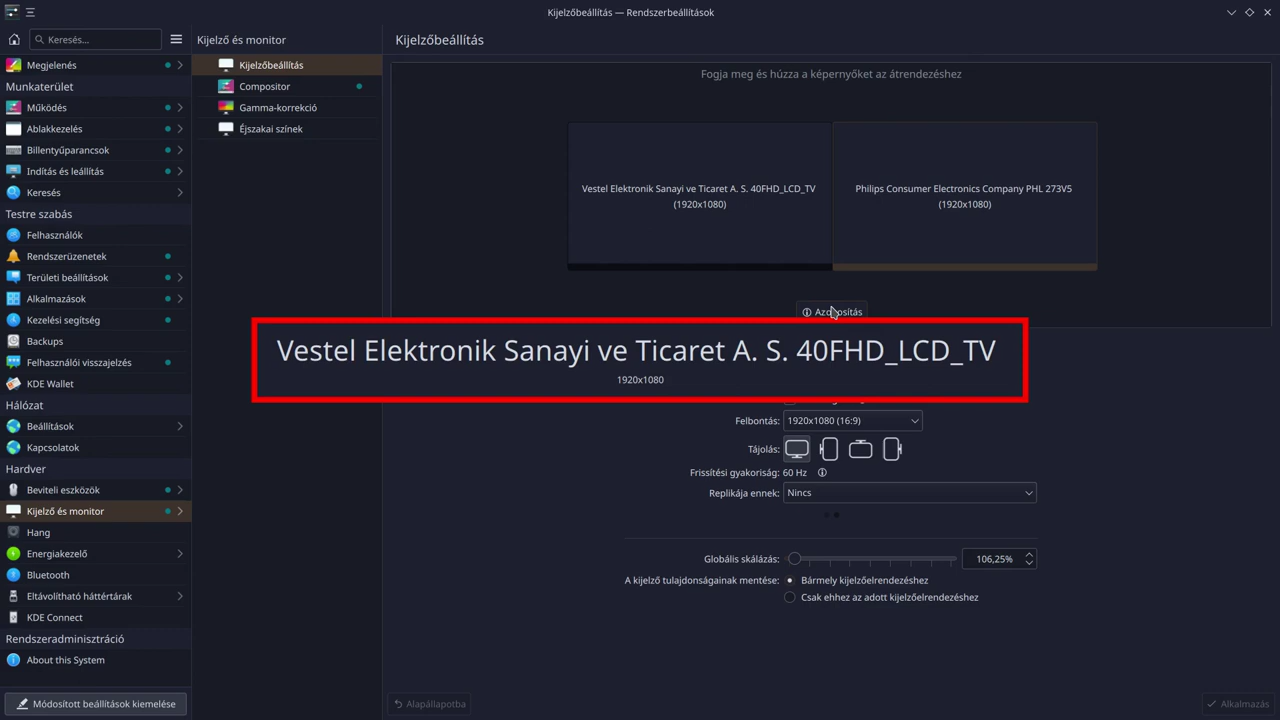 Kijelzőbeállítás — Rendszerbeállítások
Keresés...
Megjelenés
Munkaterület
Működés
Ablakkezelés
Billentyűparancsok
Indítás és leállítás
Keresés
Testre szabás
Felhasználók
Rendszerüzenetek
Területi beállítások
Alkalmazások
Kezelési segítség
Backups
Felhasználói visszajelzés
KDE Wallet
Hálózat
Beállítások
Kapcsolatok
Hardver
Beviteli eszközök
Kijelző és monitor
Hang
Energiakezelő
Bluetooth
Eltávolítható háttértárak
KDE Connect
Rendszeradminisztráció
About this System
Módosított beállítások kiemelése
Kijelző és monitor
Kijelzőbeállítás
Compositor
Gamma-korrekció
Éjszakai színek
Kijelzőbeállítás
Fogja meg és húzza a képernyőket az átrendezéshez
Vestel Elektronik Sanayi ve Ticaret A. S. 40FHD_LCD_TV
(1920x1080)
Philips Consumer Electronics Company PHL 273V5
(1920x1080)
Azonosítás
Vestel Elektronik Sanayi ve Ticaret A. S. 40FHD_LCD_TV
1920x1080
Felbontás: 1920x1080 (16:9)
Tájolás:
Frissítési gyakoriság: 60 Hz
Replikája ennek: Nincs
Globális skálázás: 106,25%
A kijelző tulajdonságainak mentése: Bármely kijelzőelrendezéshez
Csak ehhez az adott kijelzőelrendezéshez
Alapállapotba
Alkalmazás